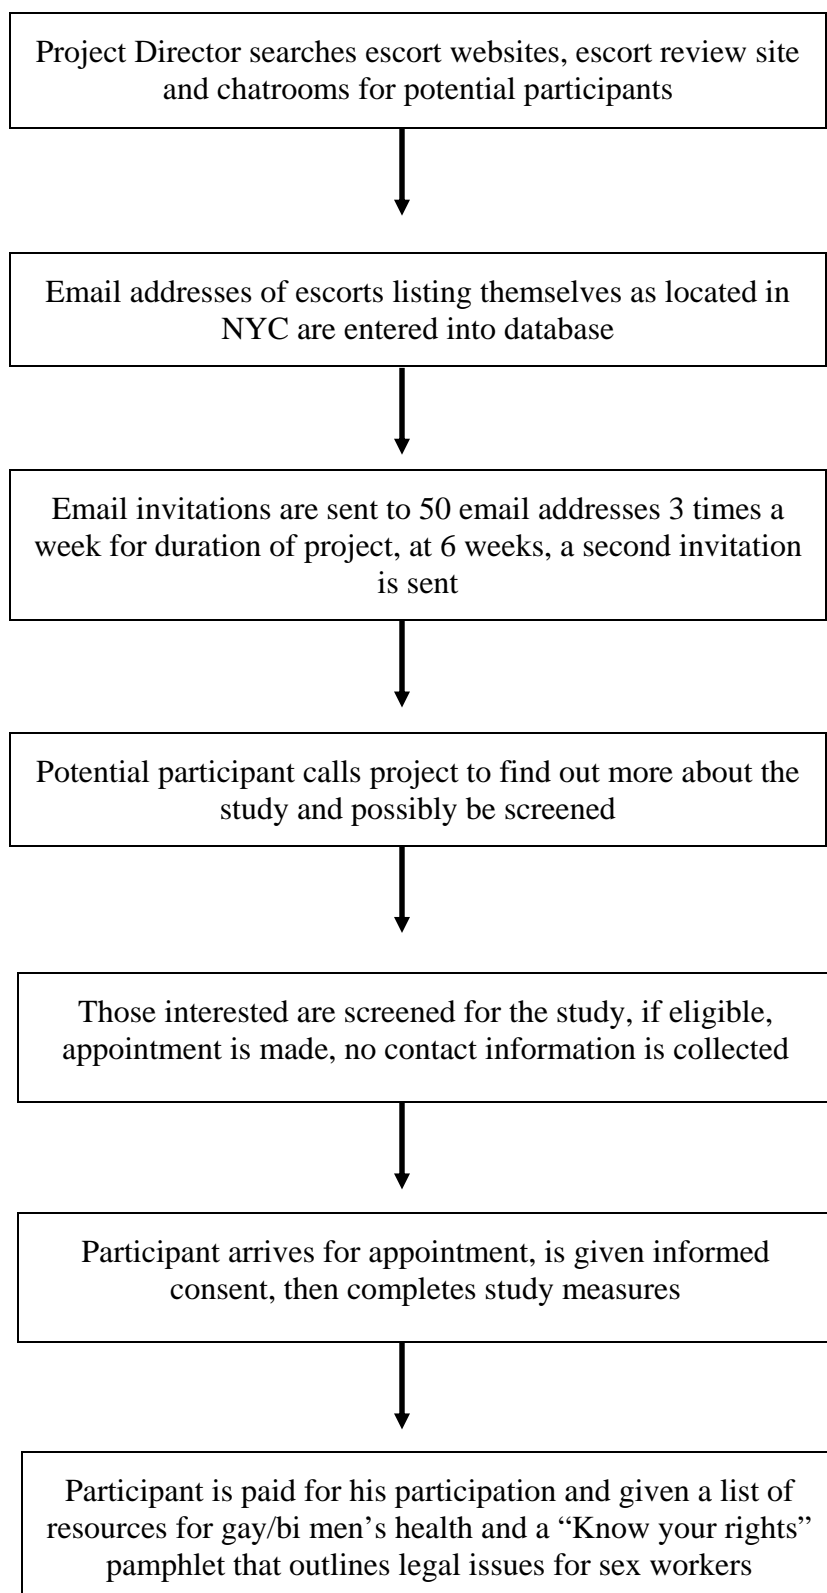 Project Director searches escort websites, escort review site
and chatrooms for potential participants
Email addresses of escorts listing themselves as located in
NYC are entered into database
Email invitations are sent to 50 email addresses 3 times a
week for duration of project, at 6 weeks, a second invitation
is sent
Potential participant calls project to find out more about the
study and possibly be screened
Those interested are screened for the study, if eligible,
appointment is made, no contact information is collected
Participant arrives for appointment, is given informed
consent, then completes study measures
Participant is paid for his participation and given a list of
resources for gay/bi men’s health and a “Know your rights”
pamphlet that outlines legal issues for sex workers